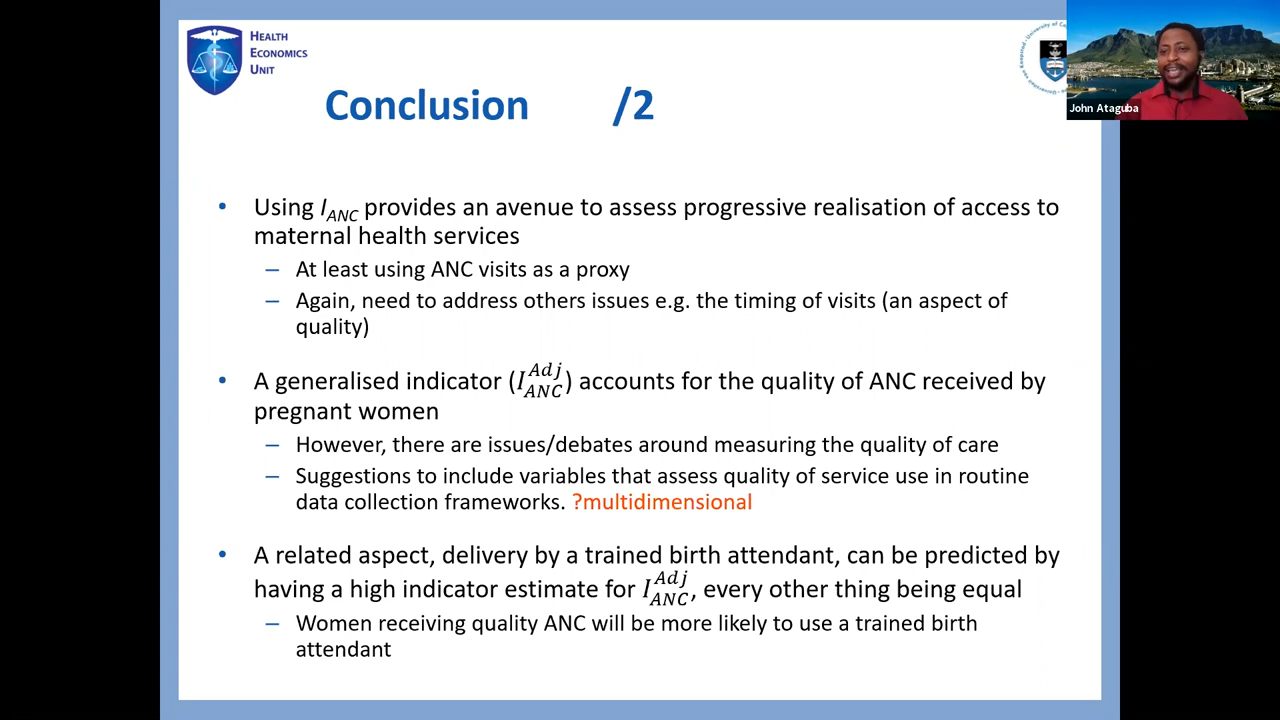 HEALTH
ECONOMICS
UNIT
John Ataguba
Conclusion /2
• Using I_ANC provides an avenue to assess progressive realisation of access to
maternal health services
– At least using ANC visits as a proxy
– Again, need to address others issues e.g. the timing of visits (an aspect of
quality)
• A generalised indicator (I_ANC^Adj) accounts for the quality of ANC received by
pregnant women
– However, there are issues/debates around measuring the quality of care
– Suggestions to include variables that assess quality of service use in routine
data collection frameworks. ?multidimensional
• A related aspect, delivery by a trained birth attendant, can be predicted by
having a high indicator estimate for I_ANC^Adj, every other thing being equal
– Women receiving quality ANC will be more likely to use a trained birth
attendant